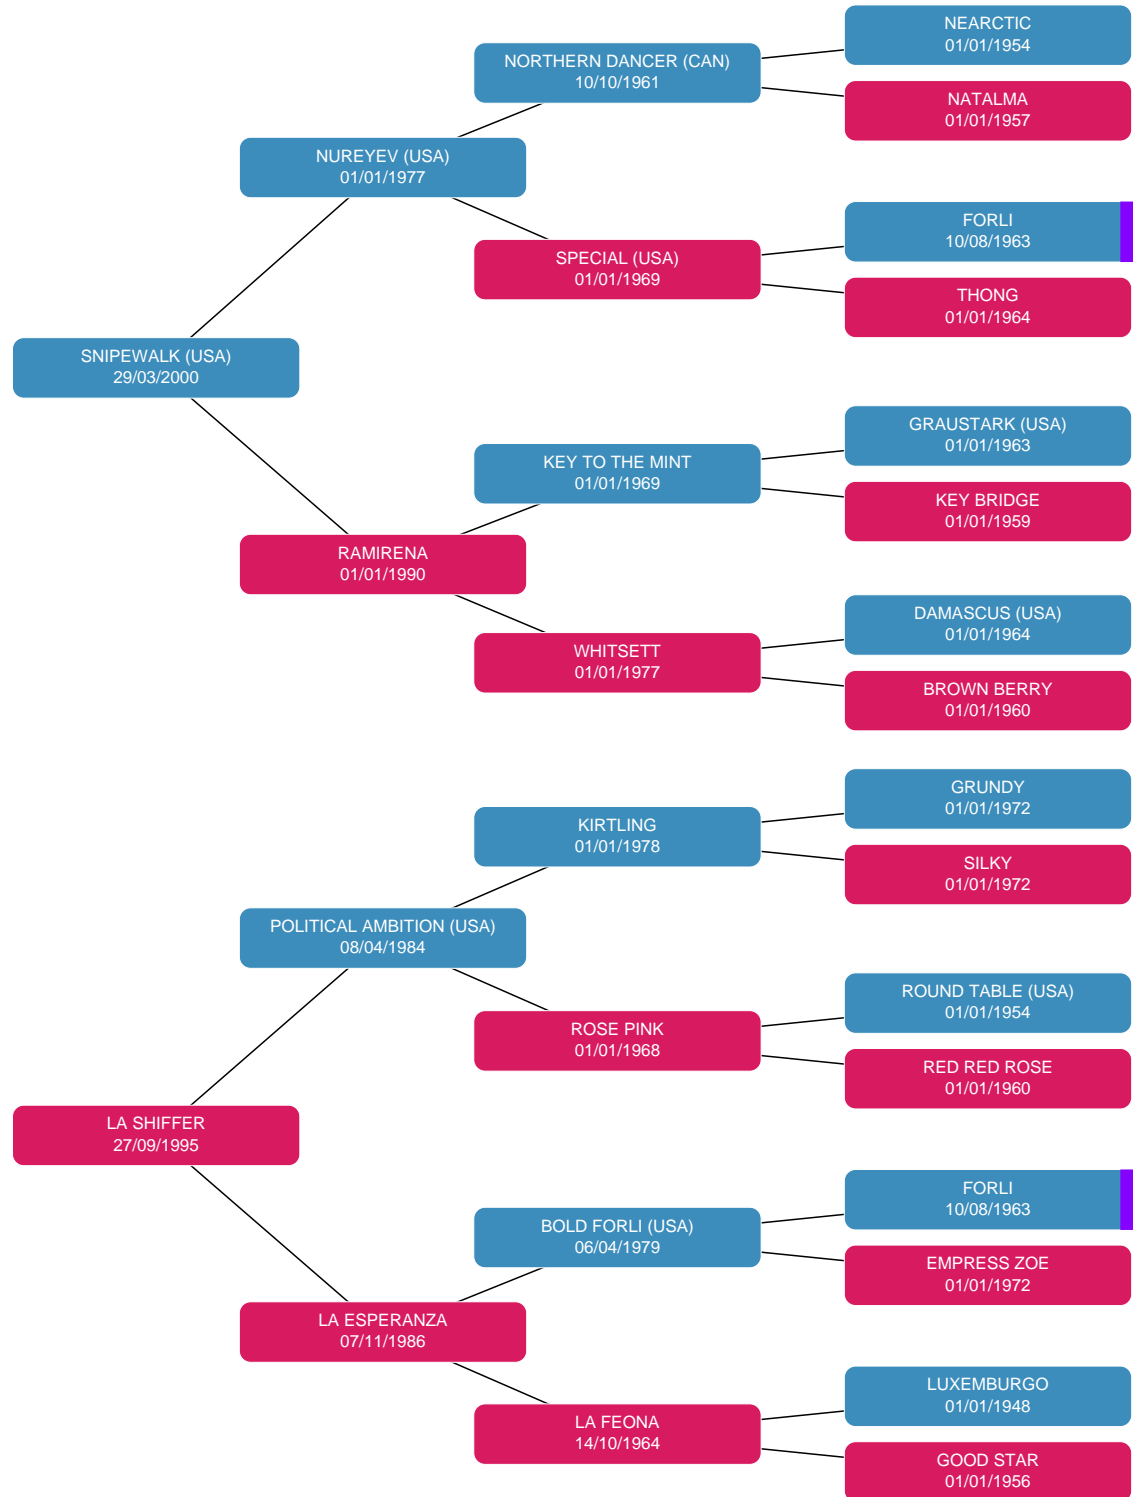 NEARCTIC
01/01/1954
NORTHERN DANCER (CAN)
10/10/1961
NATALMA
01/01/1957
NUREYEV (USA)
01/01/1977
FORLI
10/08/1963
SPECIAL (USA)
01/01/1969
THONG
01/01/1964
SNIPEWALK (USA)
29/03/2000
GRAUSTARK (USA)
01/01/1963
KEY TO THE MINT
01/01/1969
KEY BRIDGE
01/01/1959
RAMIRENA
01/01/1990
DAMASCUS (USA)
01/01/1964
WHITSETT
01/01/1977
BROWN BERRY
01/01/1960
GRUNDY
01/01/1972
KIRTLING
01/01/1978
SILKY
01/01/1972
POLITICAL AMBITION (USA)
08/04/1984
ROUND TABLE (USA)
01/01/1954
ROSE PINK
01/01/1968
RED RED ROSE
01/01/1960
LA SHIFFER
27/09/1995
FORLI
10/08/1963
BOLD FORLI (USA)
06/04/1979
EMPRESS ZOE
01/01/1972
LA ESPERANZA
07/11/1986
LUXEMBURGO
01/01/1948
LA FEONA
14/10/1964
GOOD STAR
01/01/1956